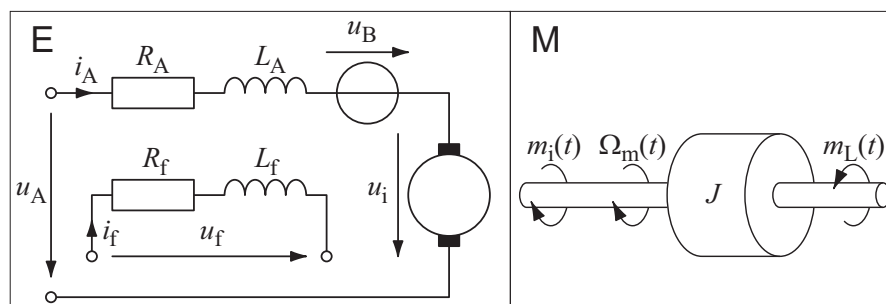 E
u_B
i_A
R_A
L_A
R_f
L_f
u_A
u_i
i_f
u_f
M
m_i(t)
Ω_m(t)
m_L(t)
J